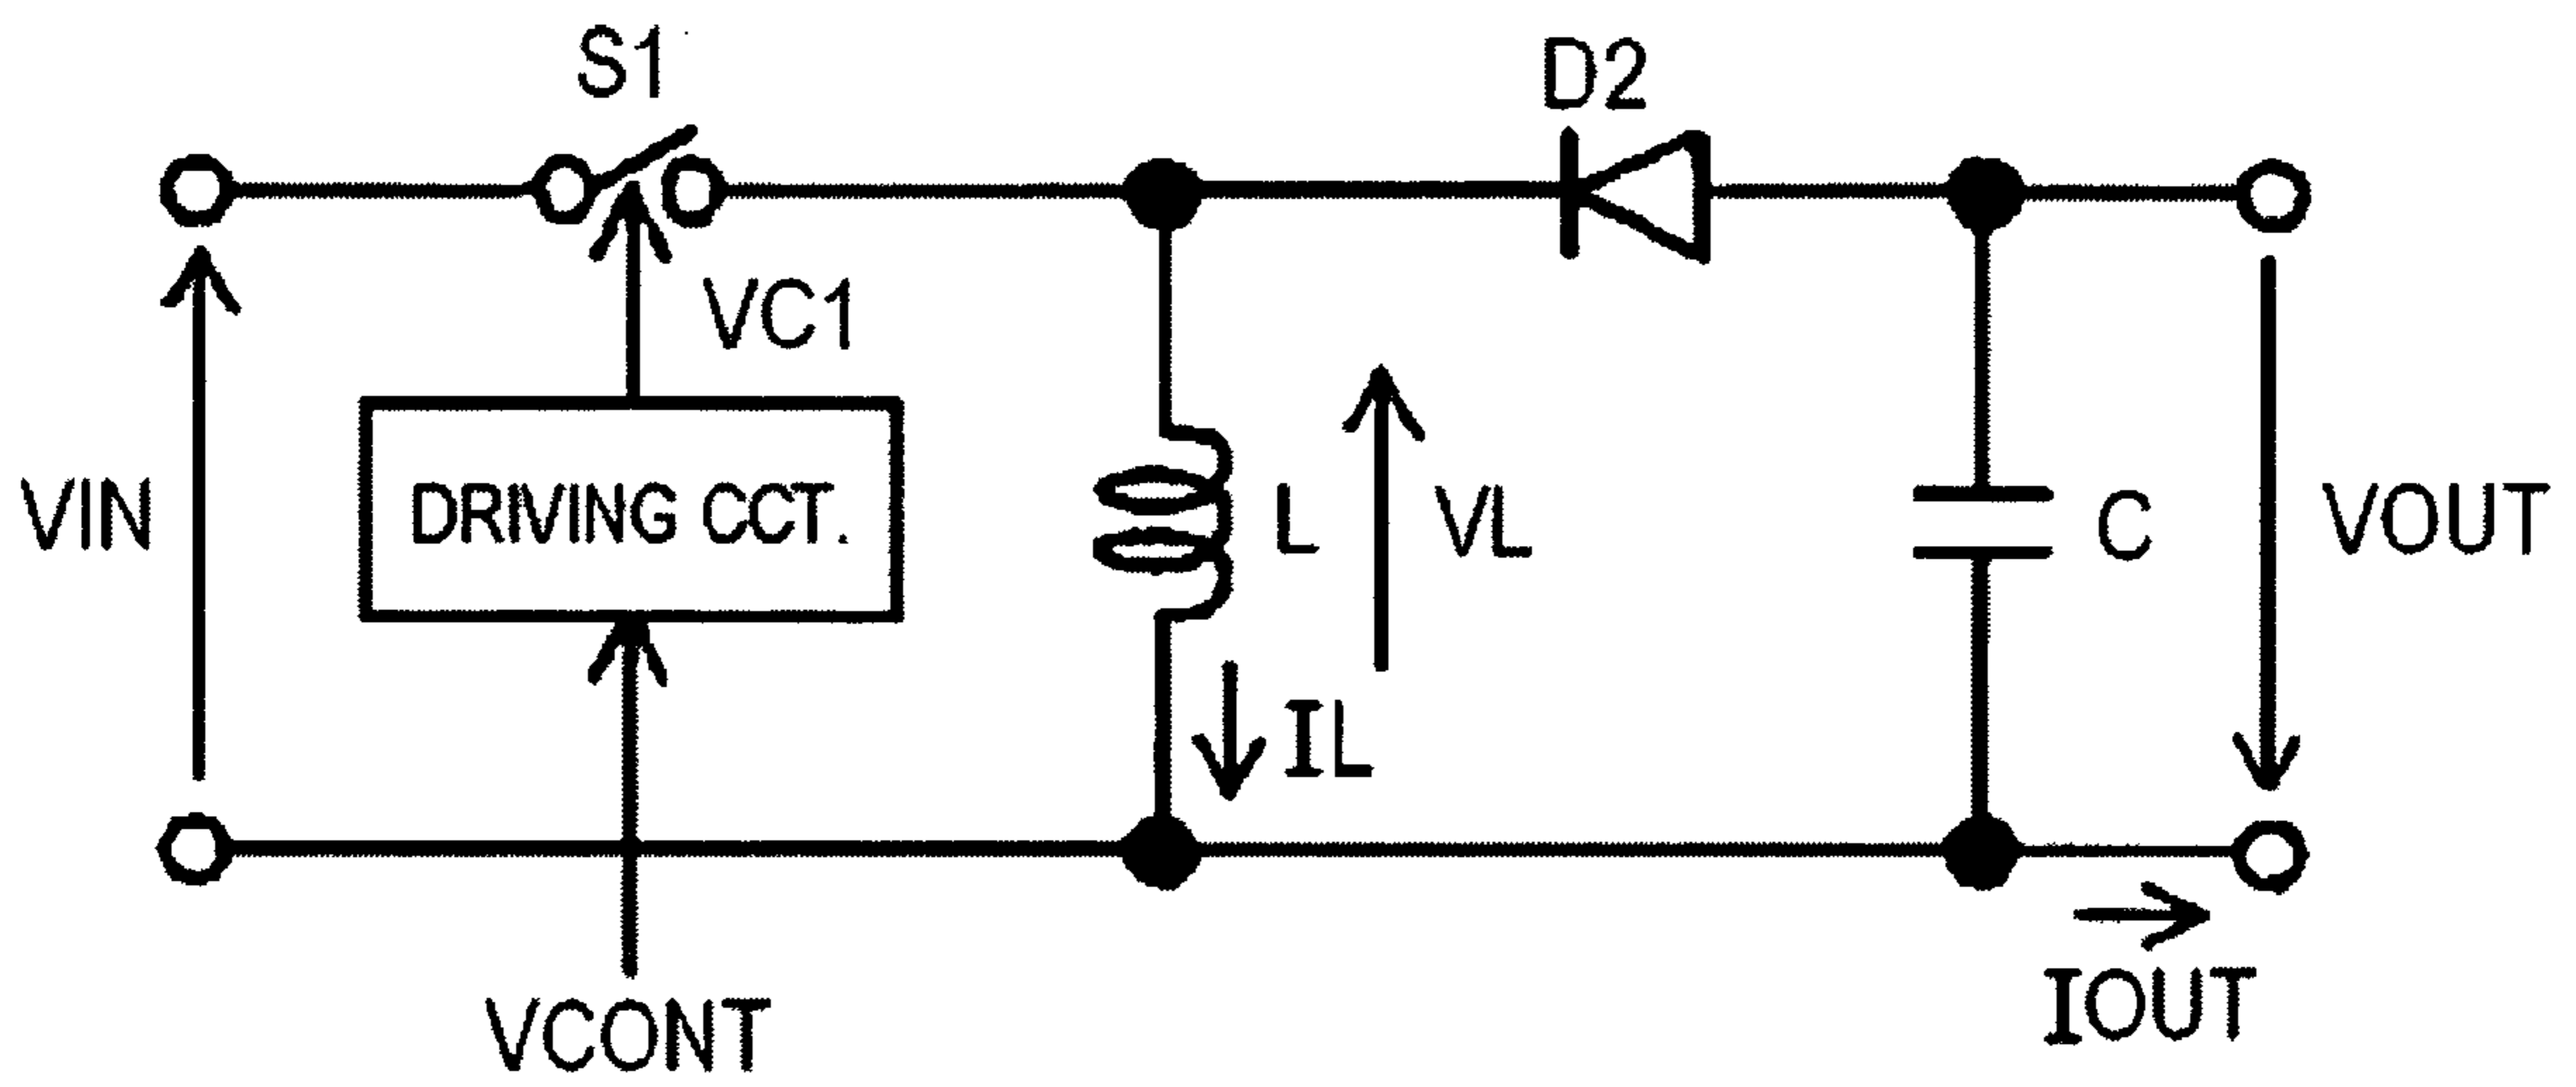 S1
D2
VC1
VIN
DRIVING CCT.
L
VL
C
VOUT
IL
IOUT
VCONT